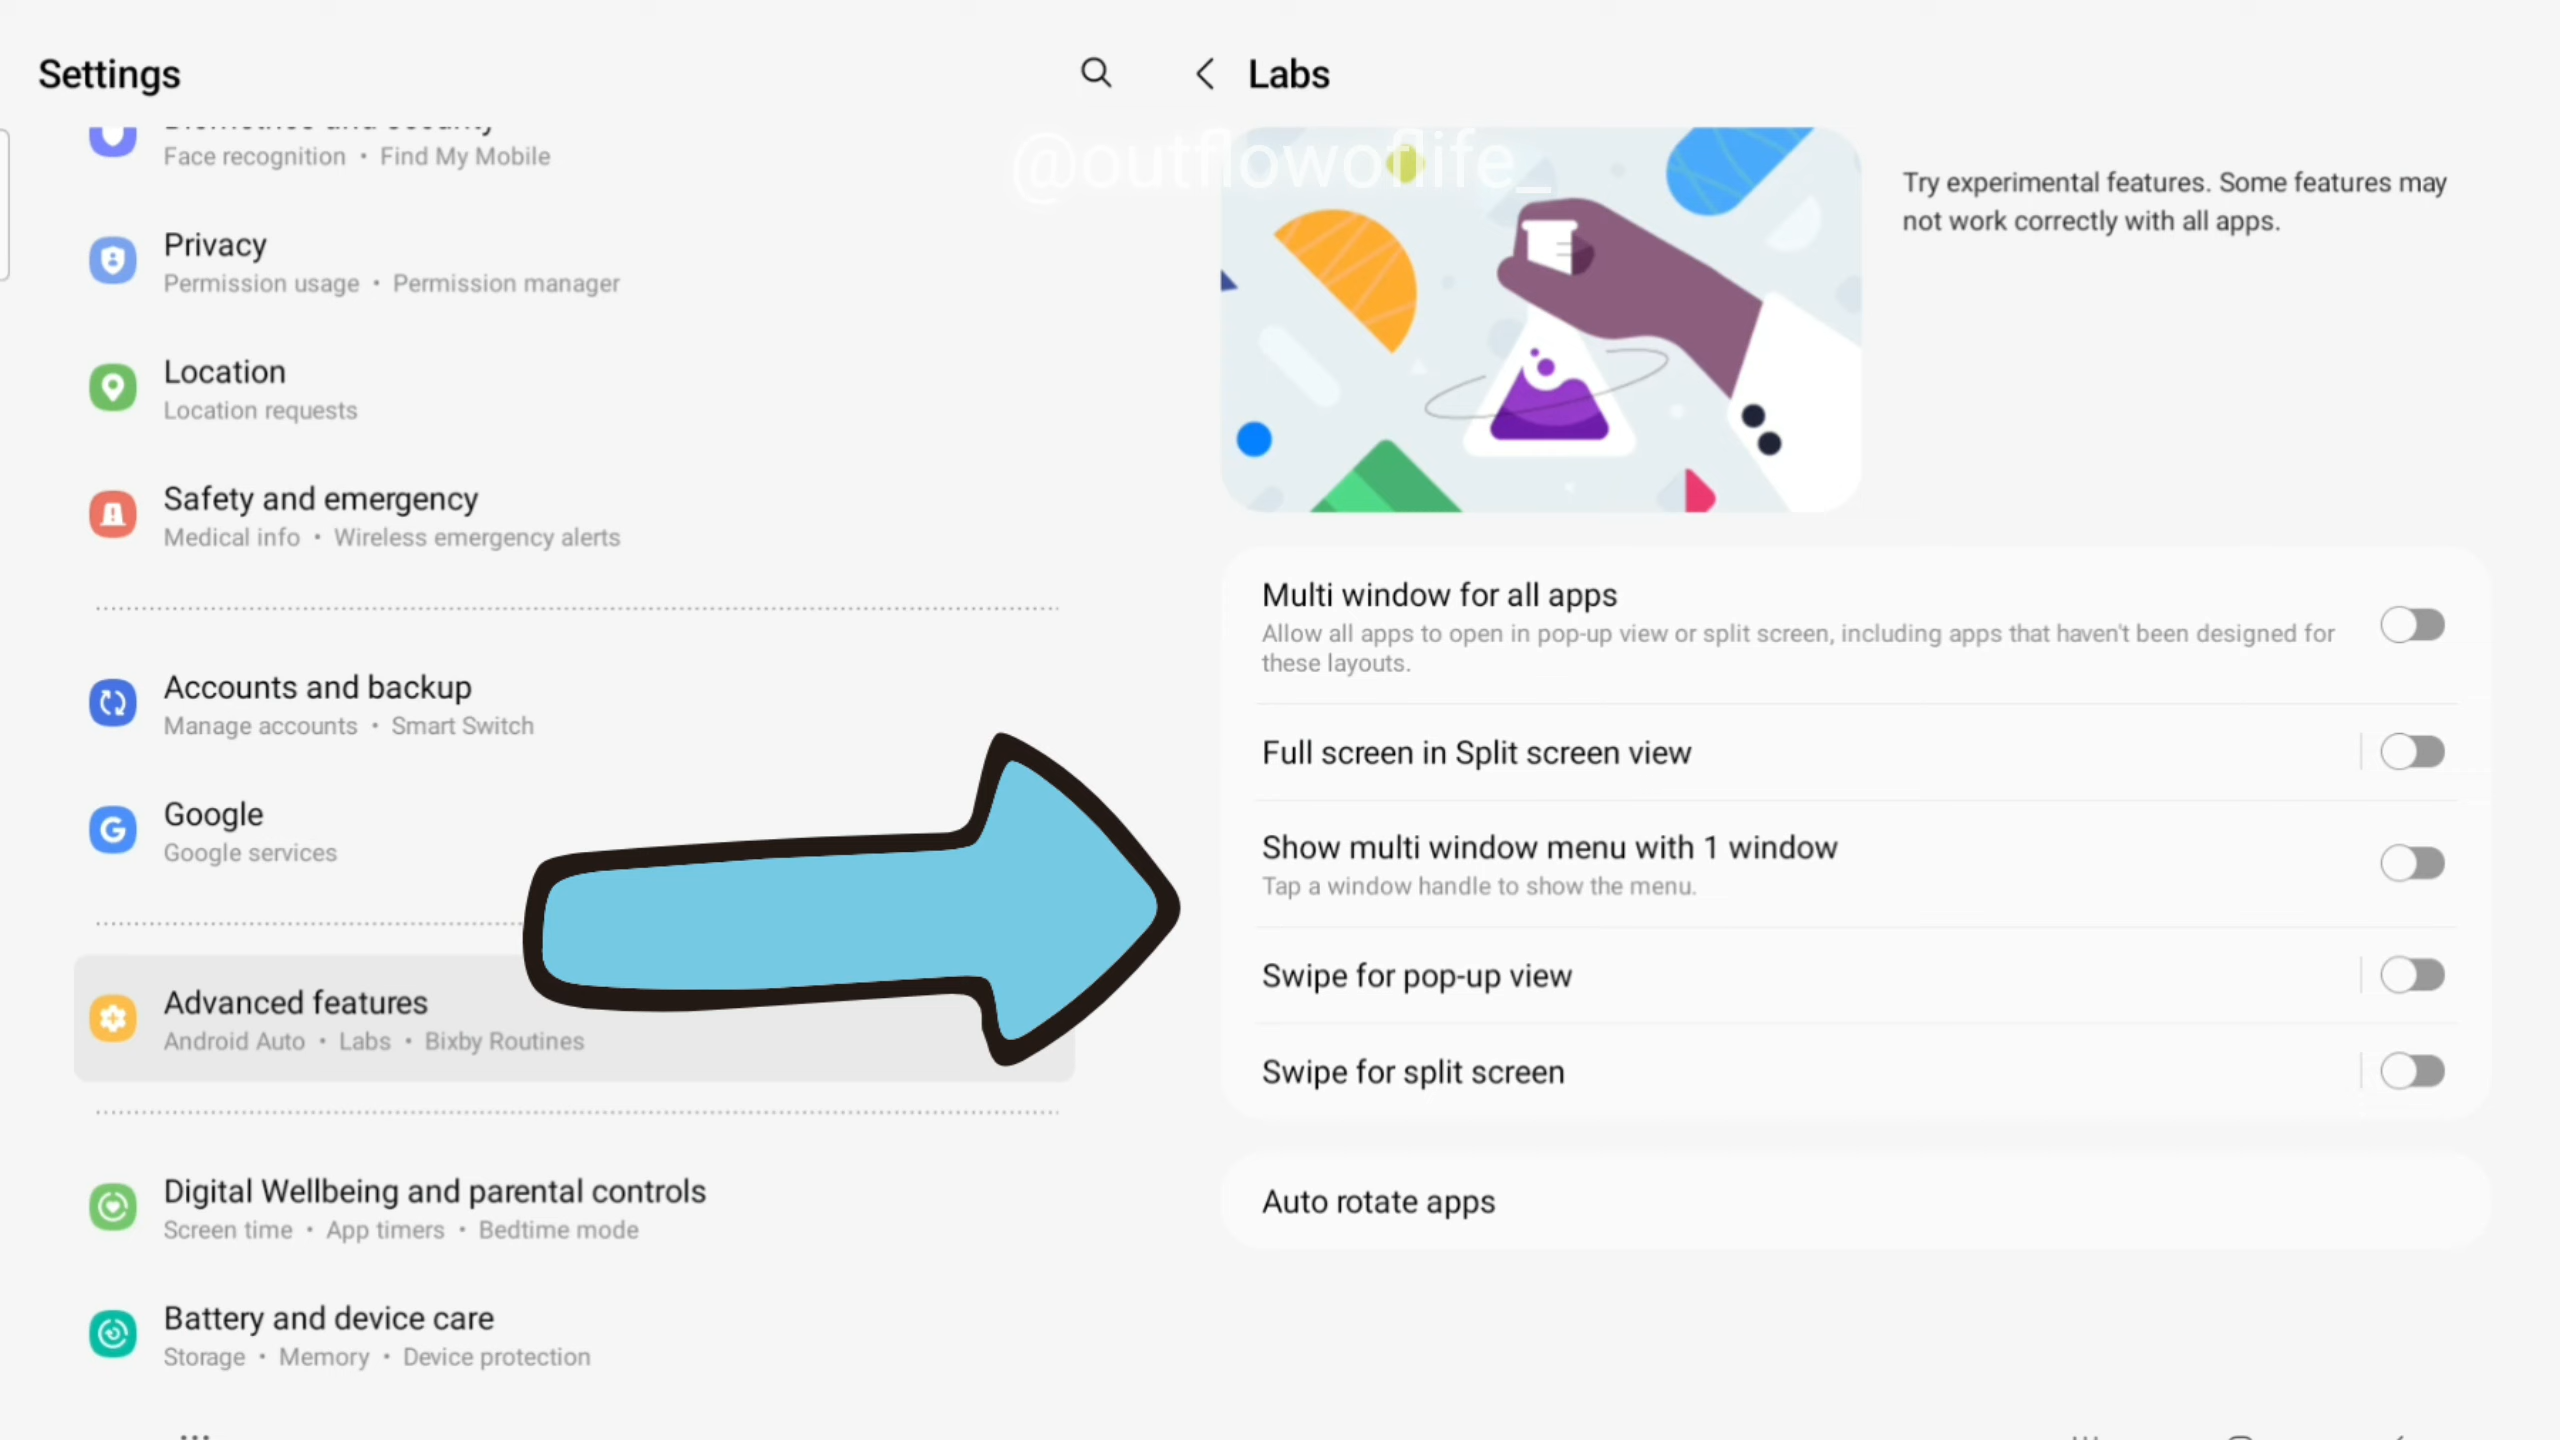 Settings
Face recognition • Find My Mobile
Privacy
Permission usage • Permission manager
Location
Location requests
Safety and emergency
Medical info • Wireless emergency alerts
Accounts and backup
Manage accounts • Smart Switch
Google
Google services
Advanced features
Android Auto • Labs • Bixby Routines
Digital Wellbeing and parental controls
Screen time • App timers • Bedtime mode
Battery and device care
Storage • Memory • Device protection
Labs
@outflowoflife_
Try experimental features. Some features may
not work correctly with all apps.
Multi window for all apps
Allow all apps to open in pop-up view or split screen, including apps that haven't been designed for
these layouts.
Full screen in Split screen view
Show multi window menu with 1 window
Tap a window handle to show the menu.
Swipe for pop-up view
Swipe for split screen
Auto rotate apps